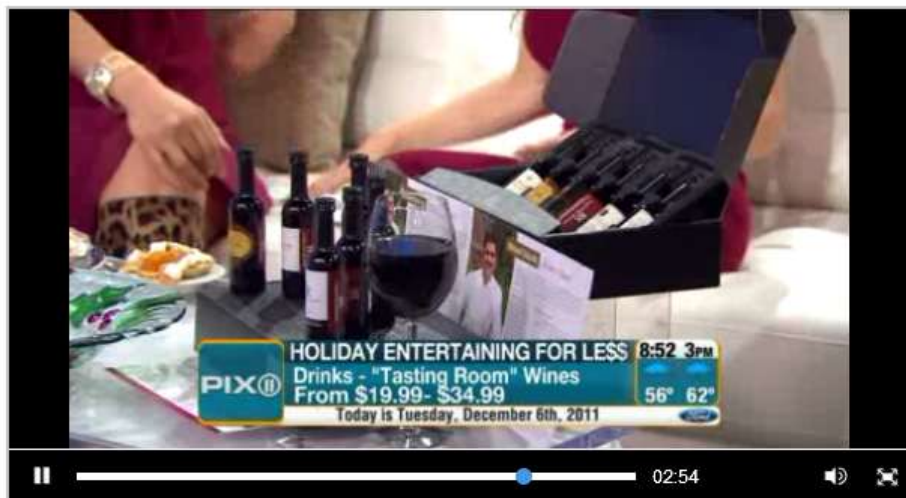 HOLIDAY ENTERTAINING FOR LE$$
8:52 3PM
PIX11
Drinks - "Tasting Room" Wines
From $19.99- $34.99
56° 62°
Today is Tuesday, December 6th, 2011
Ford
02:54